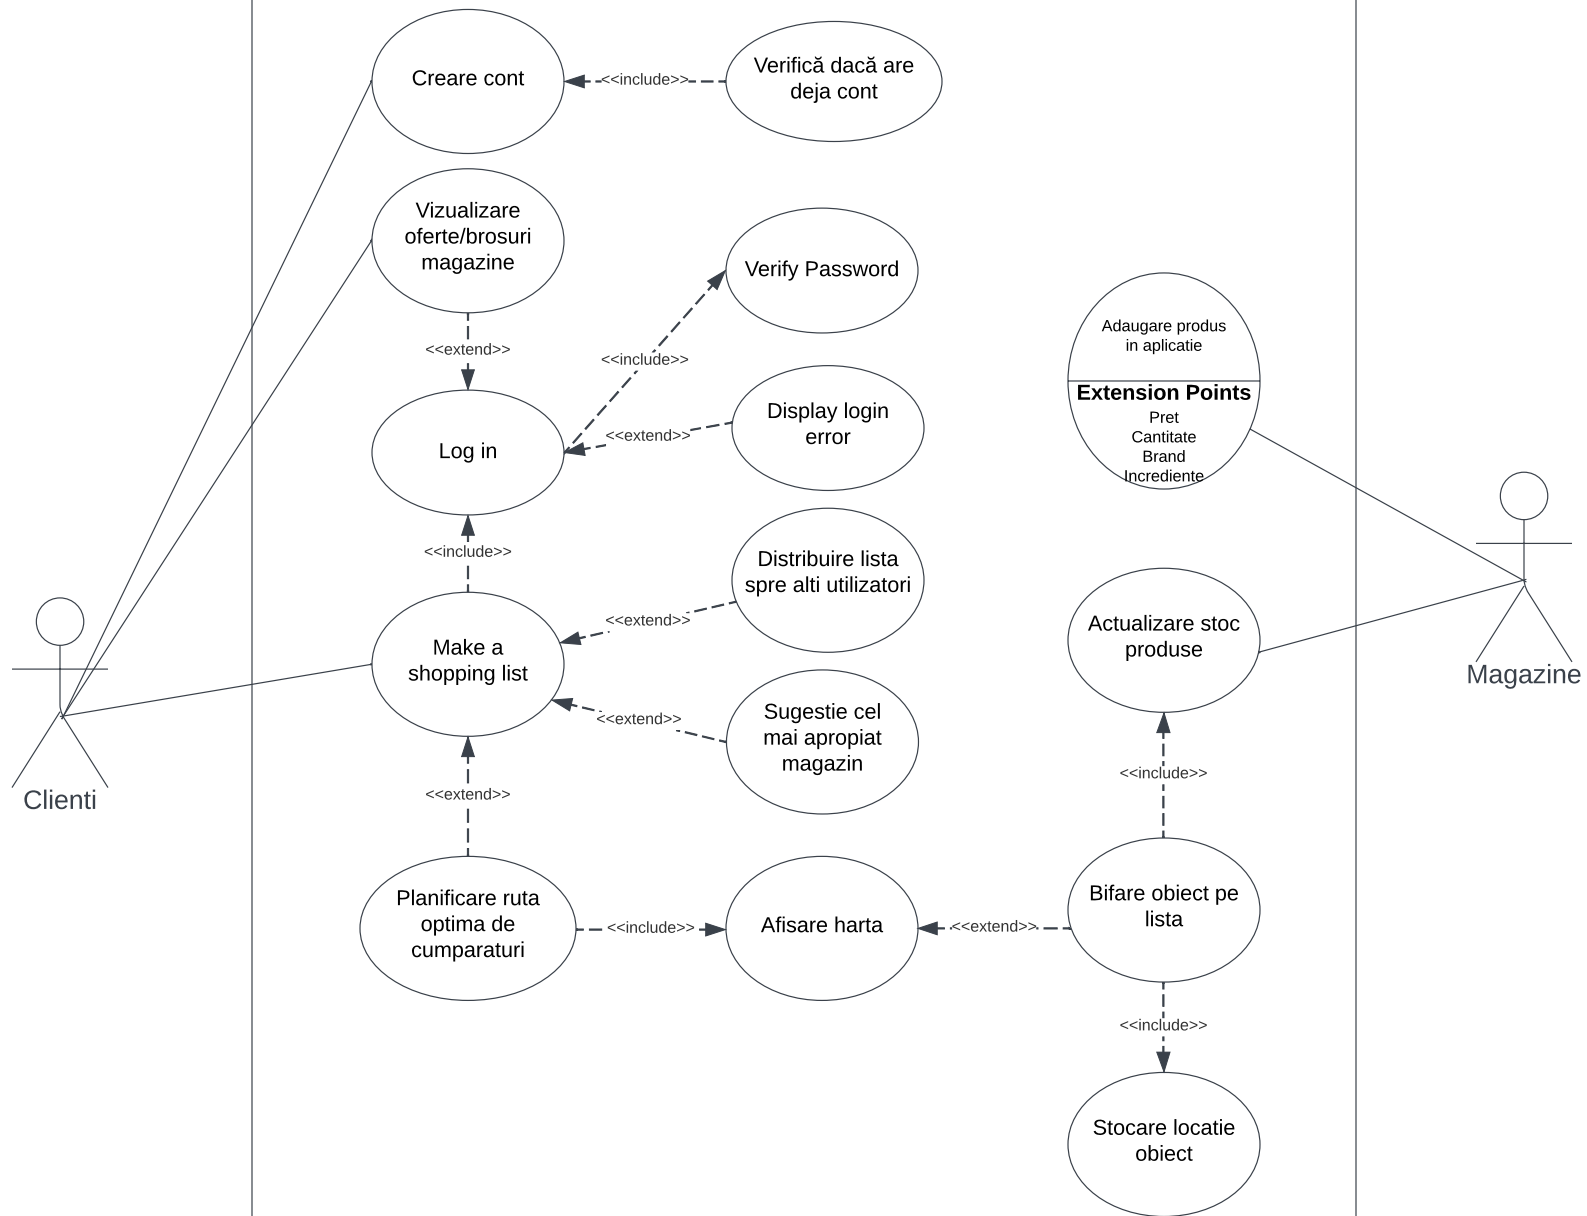 Creare cont
<<include>>
Verifică dacă are
deja cont
Vizualizare
oferte/brosuri
magazine
<<extend>>
Verify Password
<<include>>
Log in
<<extend>>
Display login
error
<<include>>
Make a
shopping list
<<extend>>
Distribuire lista
spre alti utilizatori
<<extend>>
Sugestie cel
mai apropiat
magazin
<<extend>>
Planificare ruta
optima de
cumparaturi
<<include>>
Afisare harta
<<extend>>
Adaugare produs
in aplicatie
Extension Points
Pret
Cantitate
Brand
Incrediente
Actualizare stoc
produse
<<include>>
Bifare obiect pe
lista
<<include>>
Stocare locatie
obiect
Clienti
Magazine